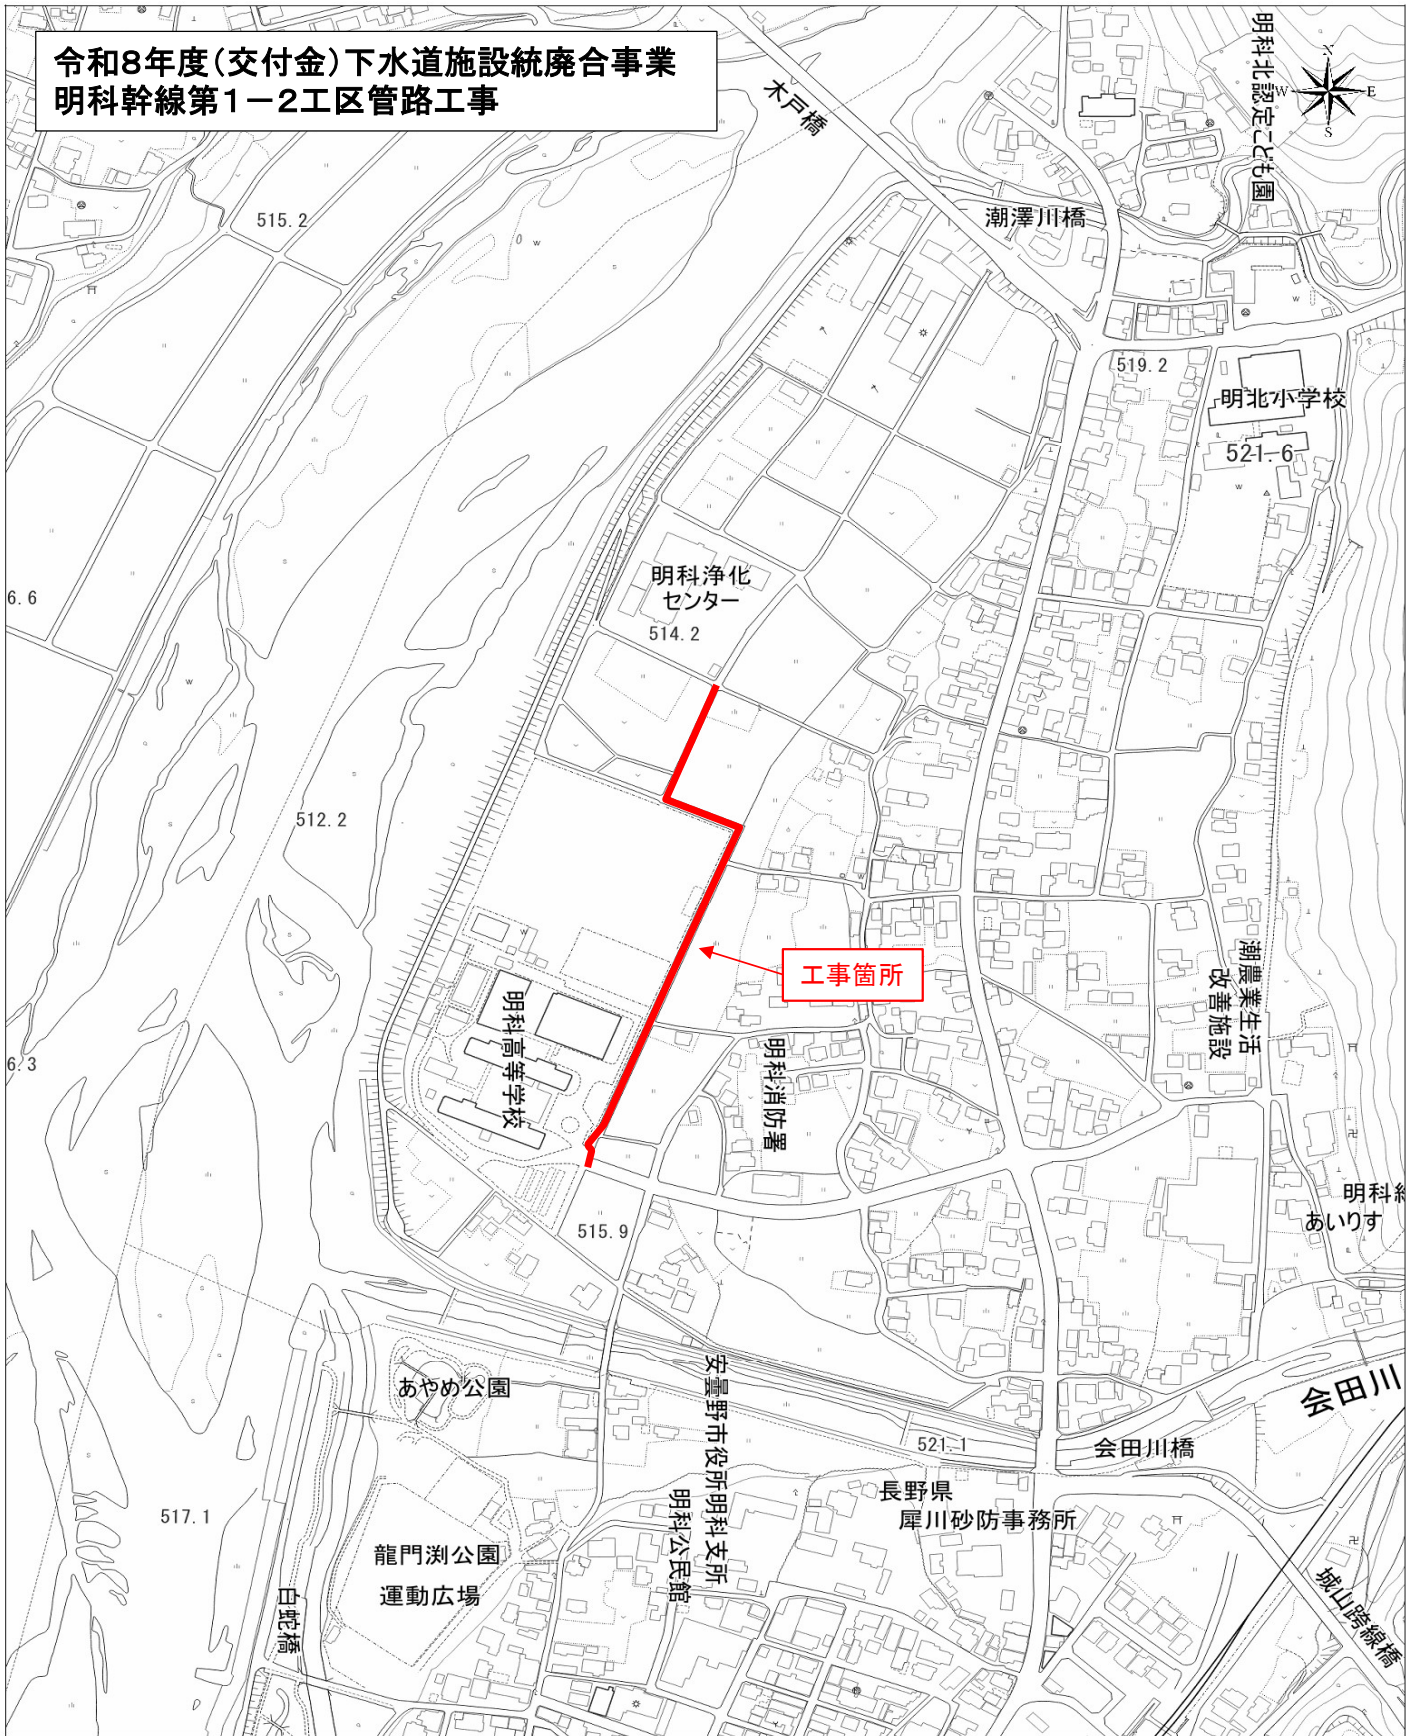 令和8年度（交付金）下水道施設統廃合事業
明科幹線第1－2工区管路工事
木戸橋
明科北認定こども園
N
W
E
S
515.2
潮澤川橋
519.2
明北小学校
521.6
明科浄化
センター
514.2
6.6
512.2
工事箇所
潮農業生活
改善施設
明科高等学校
明科消防署
6.3
明科総
あいりす
515.9
あやめ公園
安曇野市役所明科支所
明科公民館
会田川
521.1
会田川橋
長野県
犀川砂防事務所
517.1
龍門渕公園
運動広場
白蛇橋
城山跨線橋